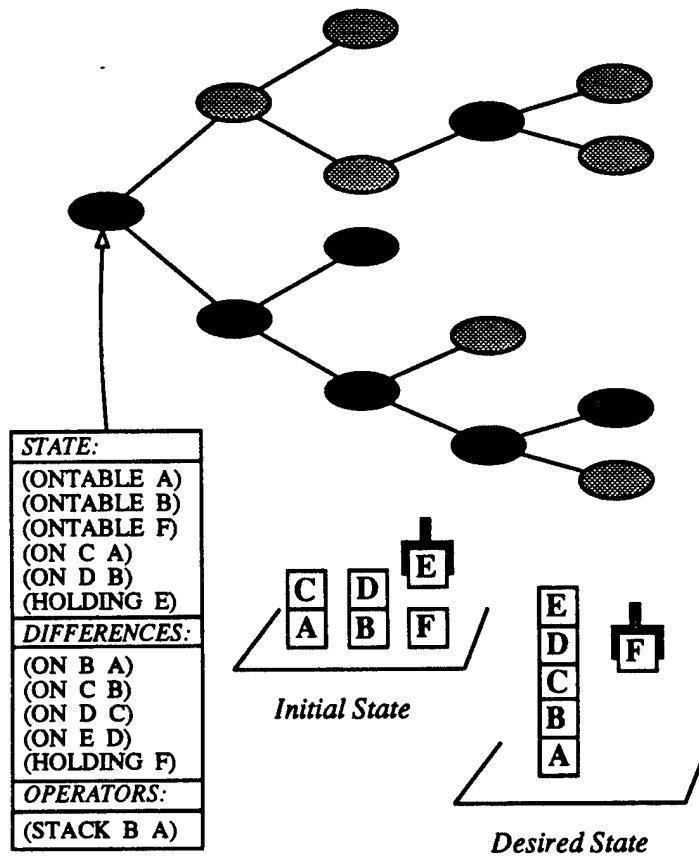 STATE:
(ONTABLE A)
(ONTABLE B)
(ONTABLE F)
(ON C A)
(ON D B)
(HOLDING E)
DIFFERENCES:
(ON B A)
(ON C B)
(ON D C)
(ON E D)
(HOLDING F)
OPERATORS:
(STACK B A)
E
C D
A B F
Initial State
E
D F
C
B
A
Desired State